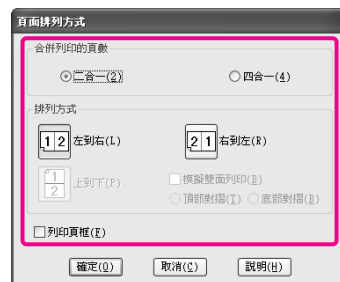 頁面排列方式
合併列印的頁數
二合一(2) 四合一(4)
排列方式
1 2 左到右(L) 2 1 右到左(R)
1 2 上到下(P) 模擬雙面列印(D)
頂部對摺(T) 底部對摺(B)
列印頁框(F)
確定(O) 取消(C) 說明(H)